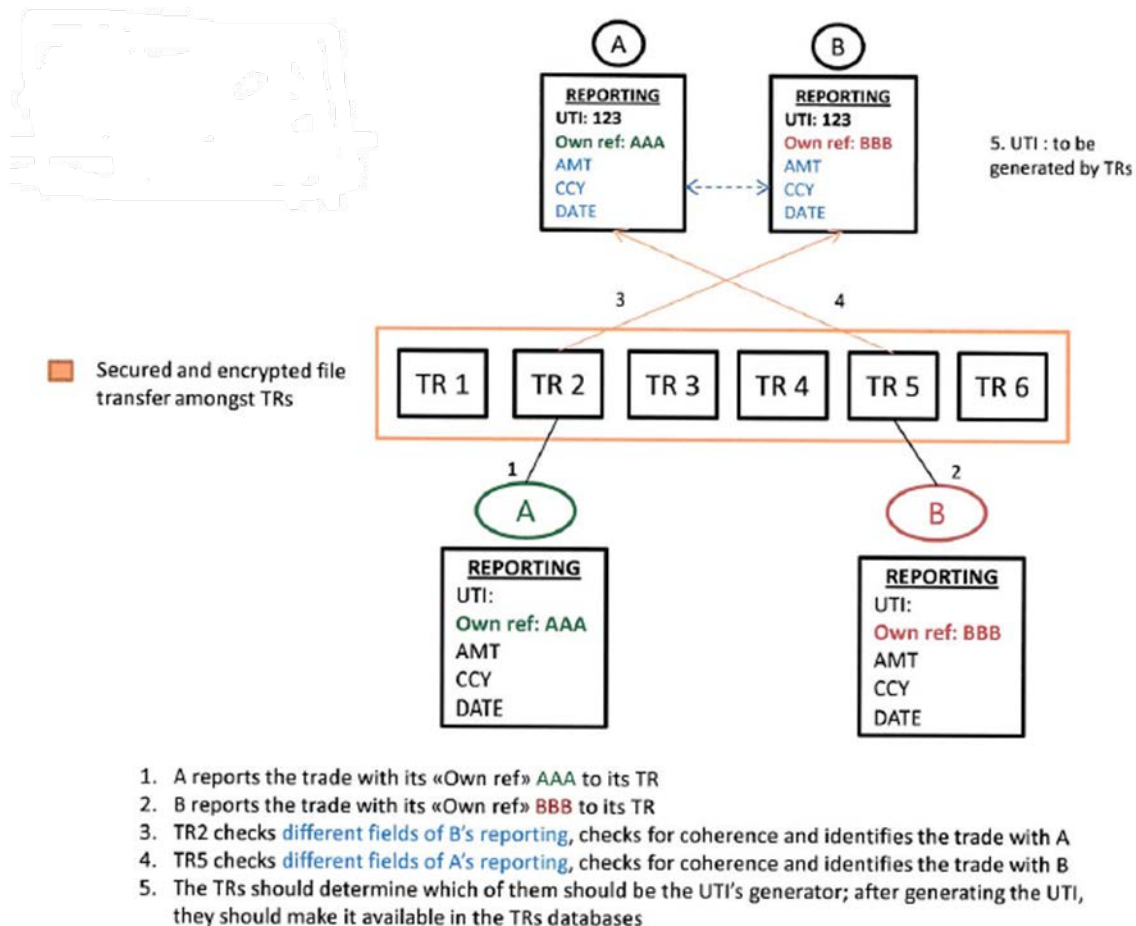 A
B
REPORTING
UTI: 123
Own ref: AAA
AMT
CCY
DATE
REPORTING
UTI: 123
Own ref: BBB
AMT
CCY
DATE
5. UTI : to be
generated by TRs
3
4
Secured and encrypted file
transfer amongst TRs
TR 1
TR 2
TR 3
TR 4
TR 5
TR 6
1
2
A
B
REPORTING
UTI:
Own ref: AAA
AMT
CCY
DATE
REPORTING
UTI:
Own ref: BBB
AMT
CCY
DATE
1. A reports the trade with its «Own ref» AAA to its TR
2. B reports the trade with its «Own ref» BBB to its TR
3. TR2 checks different fields of B's reporting, checks for coherence and identifies the trade with A
4. TR5 checks different fields of A's reporting, checks for coherence and identifies the trade with B
5. The TRs should determine which of them should be the UTI's generator; after generating the UTI,
they should make it available in the TRs databases